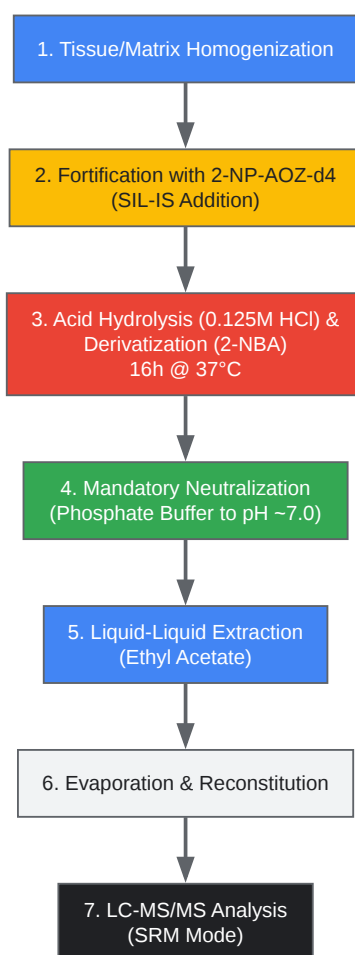 1. Tissue/Matrix Homogenization
2. Fortification with 2-NP-AOZ-d4
(SIL-IS Addition)
3. Acid Hydrolysis (0.125M HCl) &
Derivatization (2-NBA)
16h @ 37°C
4. Mandatory Neutralization
(Phosphate Buffer to pH ~7.0)
5. Liquid-Liquid Extraction
(Ethyl Acetate)
6. Evaporation & Reconstitution
7. LC-MS/MS Analysis
(SRM Mode)